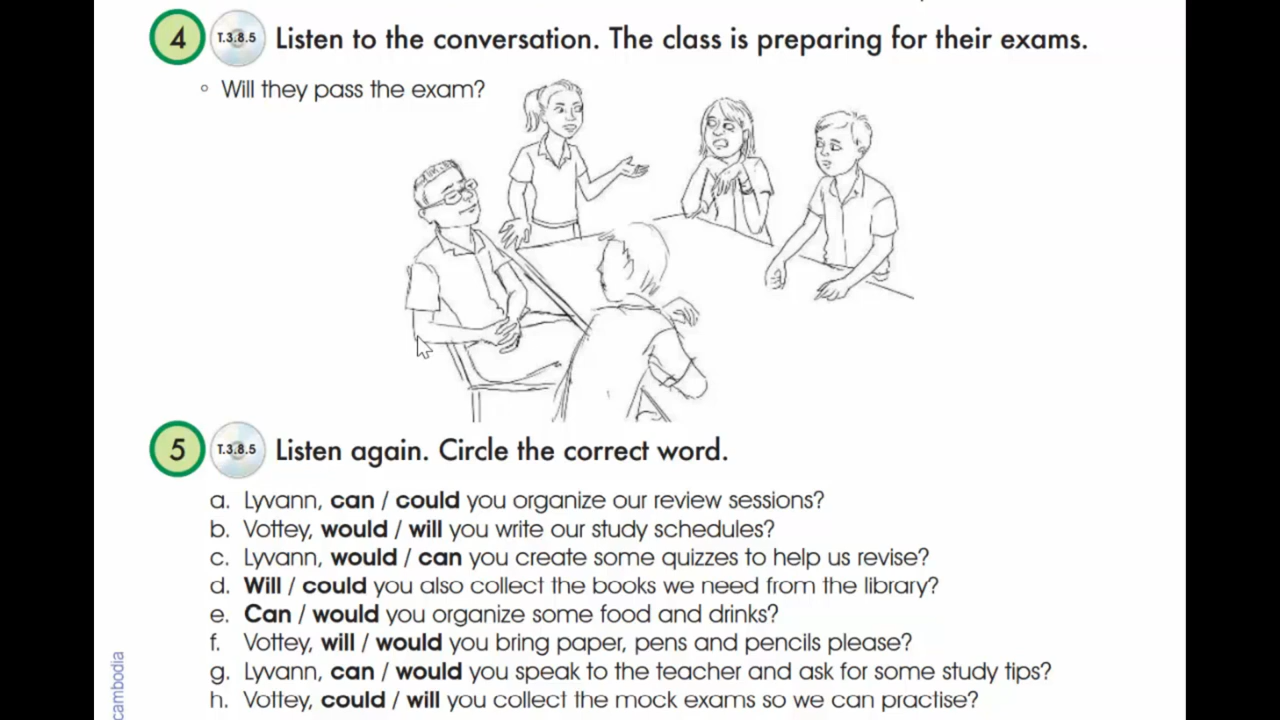 4 T.3.8.5 Listen to the conversation. The class is preparing for their exams.
° Will they pass the exam?
5 T.3.8.5 Listen again. Circle the correct word.
a. Lyvann, can / could you organize our review sessions?
b. Vottey, would / will you write our study schedules?
c. Lyvann, would / can you create some quizzes to help us revise?
d. Will / could you also collect the books we need from the library?
e. Can / would you organize some food and drinks?
f. Vottey, will / would you bring paper, pens and pencils please?
g. Lyvann, can / would you speak to the teacher and ask for some study tips?
h. Vottey, could / will you collect the mock exams so we can practise?
cambodia